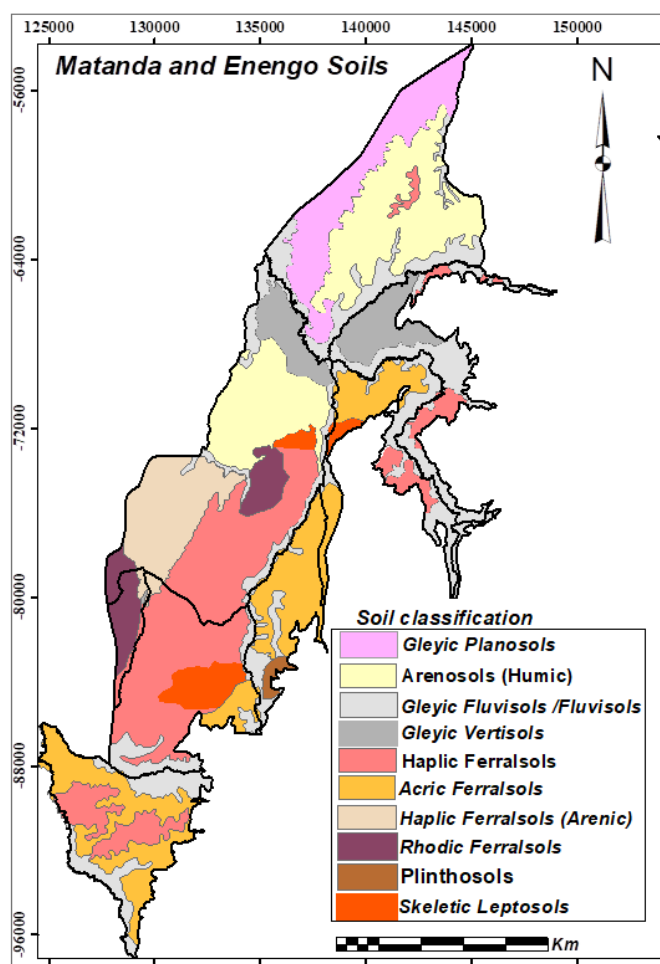 125000 130000 135000 140000 145000 150000
Matanda and Enengo Soils
N
-56000
-64000
-72000
-80000
-88000
-96000
Soil classification
Gleyic Planosols
Arenosols (Humic)
Gleyic Fluvisols /Fluvisols
Gleyic Vertisols
Haplic Ferralsols
Acric Ferralsols
Haplic Ferralsols (Arenic)
Rhodic Ferralsols
Plinthosols
Skeletic Leptosols
Km